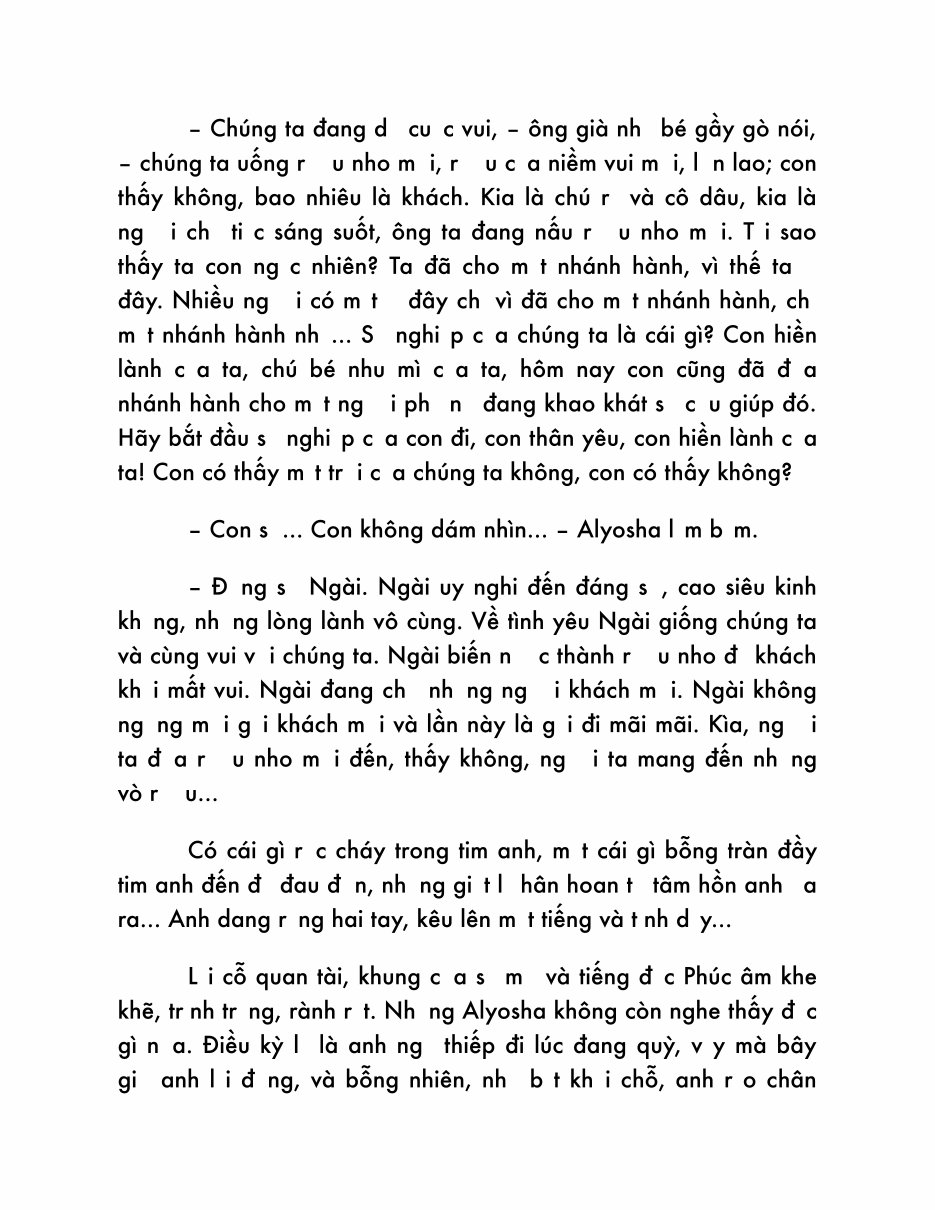 – Chúng ta đang d cu c vui, – ông già nh bé gầy gò nói,
– chúng ta uống r u nho m i, r u c a niềm vui m i, l n lao; con
thấy không, bao nhiêu là khách. Kia là chú r và cô dâu, kia là
ng i ch ti c sáng suốt, ông ta đang nấu r u nho m i. T i sao
thấy ta con ng c nhiên? Ta đã cho m t nhánh hành, vì thế ta
đây. Nhiều ng i có m t đây ch vì đã cho m t nhánh hành, ch
m t nhánh hành nh ... S nghi p c a chúng ta là cái gì? Con hiền
lành c a ta, chú bé nhu mì c a ta, hôm nay con cũng đã đ a
nhánh hành cho m t ng i ph n đang khao khát s c u giúp đó.
Hãy bắt đầu s nghi p c a con đi, con thân yêu, con hiền lành c a
ta! Con có thấy m t tr i c a chúng ta không, con có thấy không?
– Con s ... Con không dám nhìn... – Alyosha l m b m.
– Đ ng s Ngài. Ngài uy nghi đến đáng s , cao siêu kinh
kh ng, nh ng lòng lành vô cùng. Về tình yêu Ngài giống chúng ta
và cùng vui v i chúng ta. Ngài biến n c thành r u nho đ khách
kh i mất vui. Ngài đang ch nh ng ng i khách m i. Ngài không
ng ng m i g i khách m i và lần này là g i đi mãi mãi. Kìa, ng i
ta đ a r u nho m i đến, thấy không, ng i ta mang đến nh ng
vò r u...
Có cái gì r c cháy trong tim anh, m t cái gì bỗng tràn đầy
tim anh đến đ đau đ n, nh ng gi t l hân hoan t tâm hồn anh a
ra... Anh dang r ng hai tay, kêu lên m t tiếng và t nh d y...
L i cỗ quan tài, khung c a s m và tiếng đ c Phúc âm khe
khẽ, tr nh tr ng, rành r t. Nh ng Alyosha không còn nghe thấy đ c
gì n a. Điều kỳ l là anh ng thiếp đi lúc đang quỳ, v y mà bây
gi anh l i đ ng, và bỗng nhiên, nh b t kh i chỗ, anh r o chân